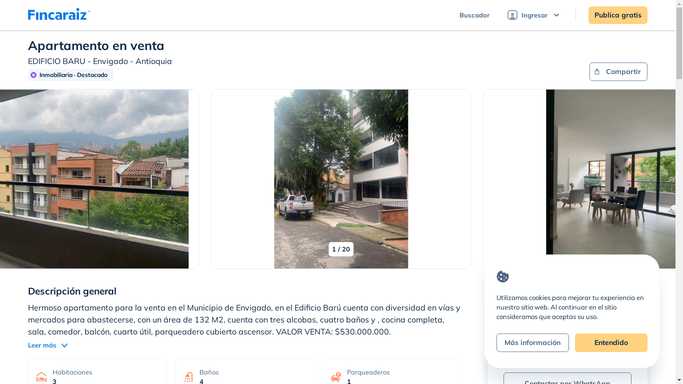 Fincaraiz
Buscador
Ingresar
Publica gratis
Apartamento en venta
EDIFICIO BARU - Envigado - Antioquia
Inmobiliaria - Destacado
Compartir
1 / 20
Descripción general
Hermoso apartamento para la venta en el Municipio de Envigado, en el Edificio Barú cuenta con diversidad en vías y
mercados para abastecerse, con un área de 132 M2, cuenta con tres alcobas, cuatro baños y , cocina completa,
sala, comedor, balcón, cuarto útil, parqueadero cubierto ascensor. VALOR VENTA: $530.000.000.
Leer más
Habitaciones
3
Baños
4
Parqueaderos
1
Utilizamos cookies para mejorar tu experiencia en
nuestro sitio web. Al continuar en el sitio
consideramos que aceptas su uso.
Más información
Entendido
Contactar por WhatsApp